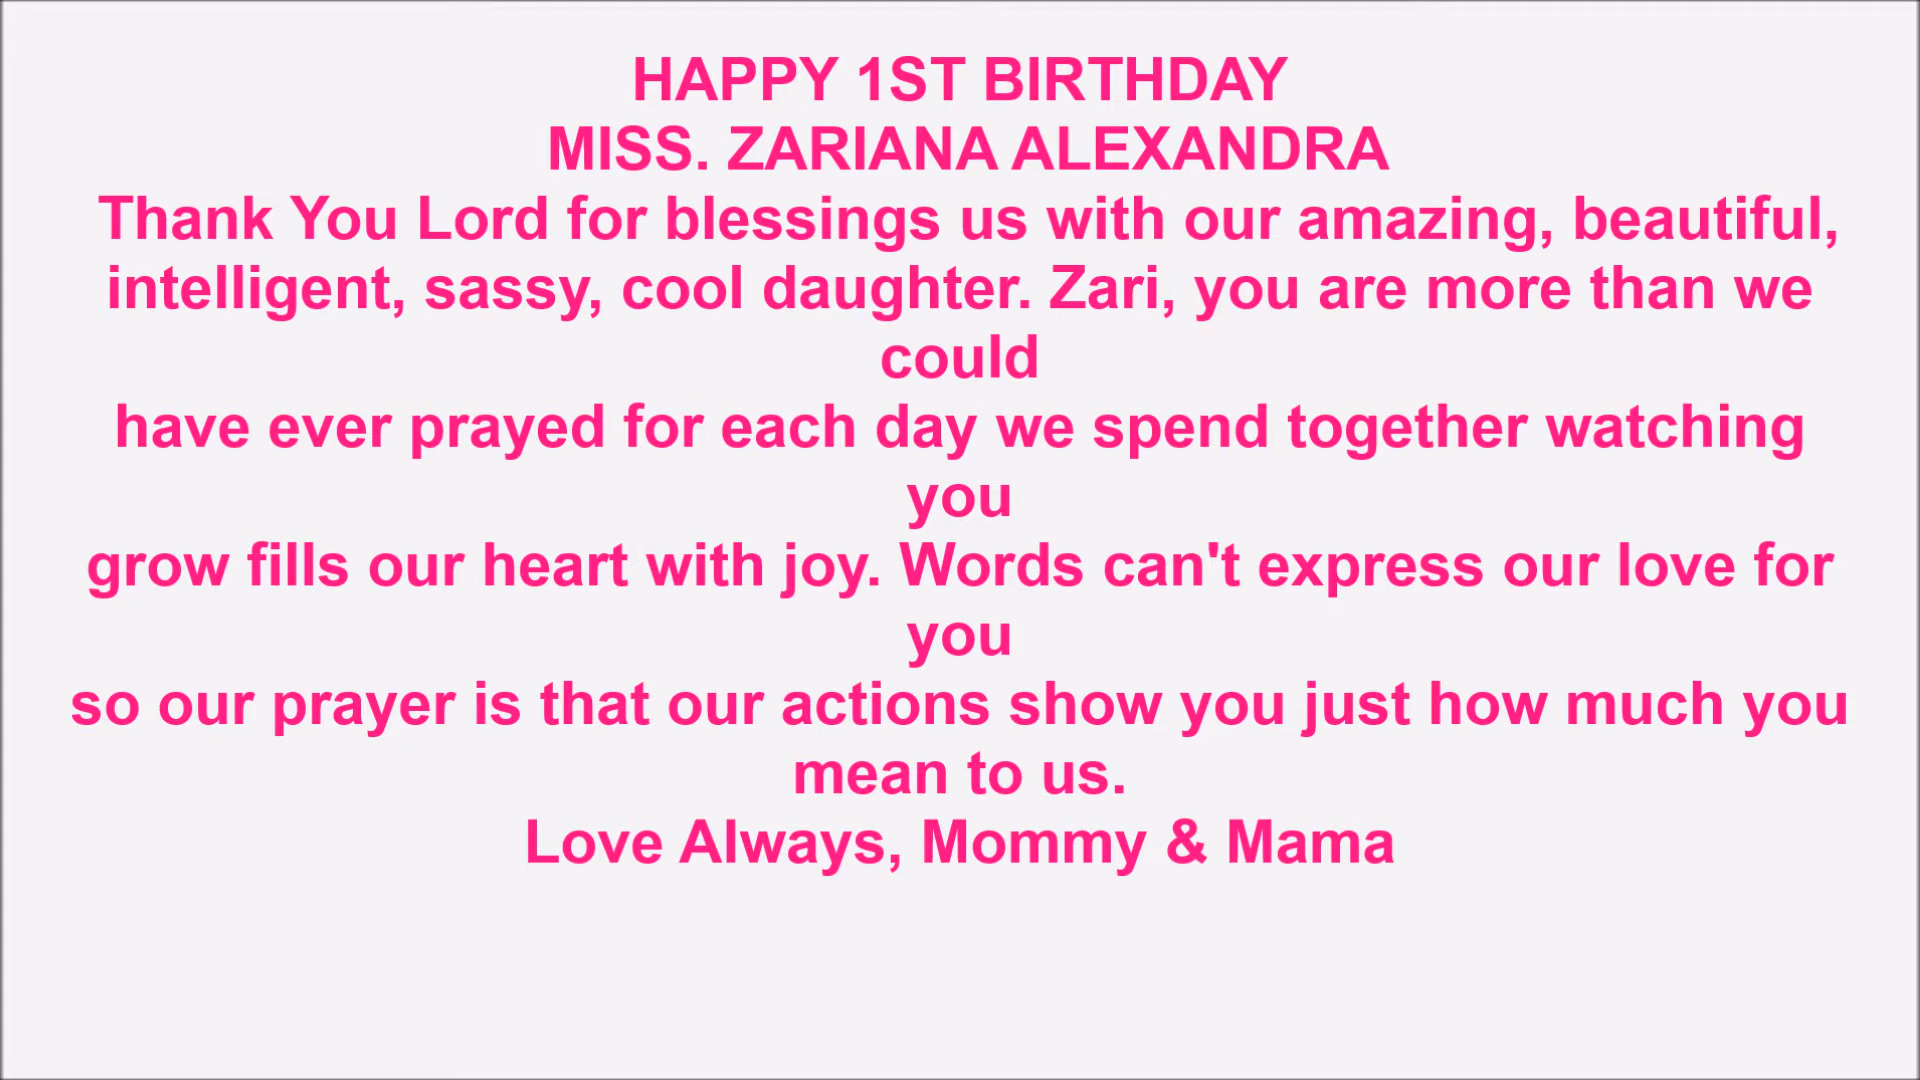 HAPPY 1ST BIRTHDAY
MISS. ZARIANA ALEXANDRA
Thank You Lord for blessings us with our amazing, beautiful,
intelligent, sassy, cool daughter. Zari, you are more than we
could
have ever prayed for each day we spend together watching
you
grow fills our heart with joy. Words can't express our love for
you
so our prayer is that our actions show you just how much you
mean to us.
Love Always, Mommy & Mama